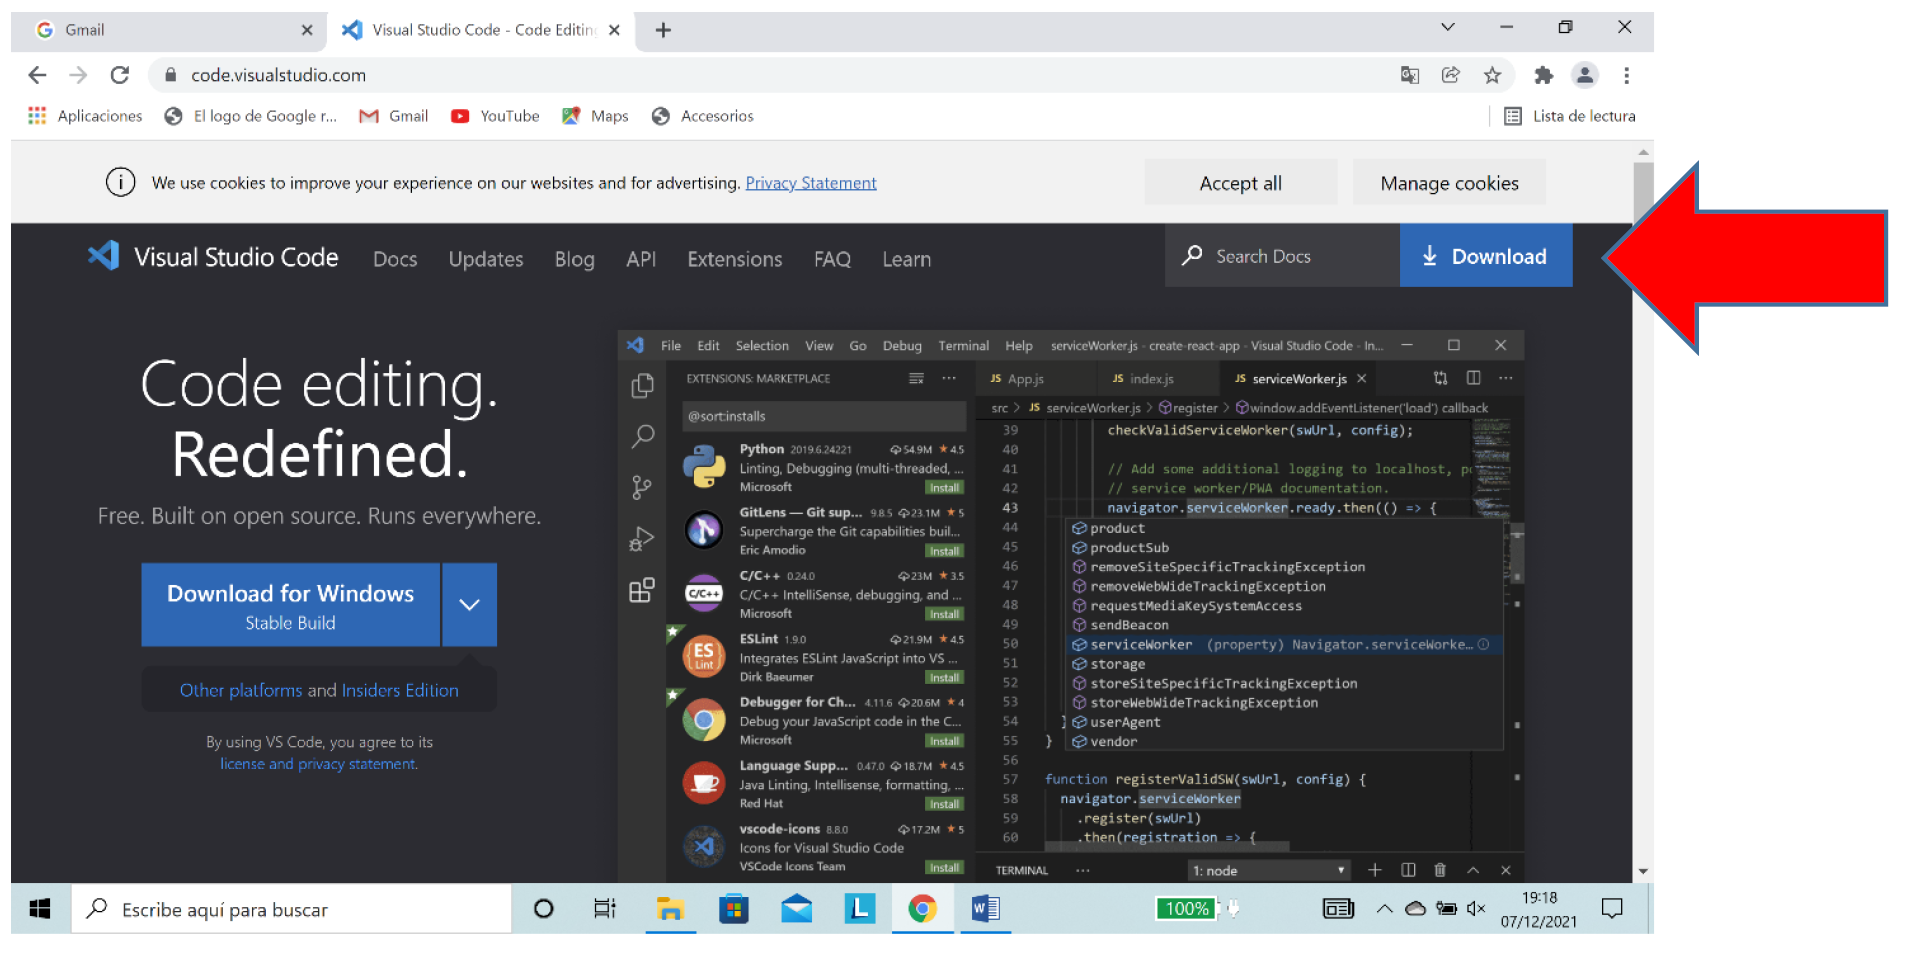 Gmail
Visual Studio Code - Code Editing
code.visualstudio.com
Aplicaciones
El logo de Google r...
Gmail
YouTube
Maps
Accesorios
Lista de lectura
We use cookies to improve your experience on our websites and for advertising. Privacy Statement
Accept all
Manage cookies
Visual Studio Code
Docs
Updates
Blog
API
Extensions
FAQ
Learn
Search Docs
Download
Code editing.
Redefined.
Free. Built on open source. Runs everywhere.
Download for Windows
Stable Build
Other platforms and Insiders Edition
By using VS Code, you agree to its
license and privacy statement.
File Edit Selection View Go Debug Terminal Help serviceWorker.js - create-react-app - Visual Studio Code - In...
EXTENSIONS: MARKETPLACE
@sort:installs
Python 2019.6.24221 54.9M 4.5
Linting, Debugging (multi-threaded, ...
Microsoft Install
GitLens — Git sup... 9.8.5 23.1M 5
Supercharge the Git capabilities buil...
Eric Amodio Install
C/C++ 0.24.0 23M 3.5
C/C++
C/C++ IntelliSense, debugging, and ...
Microsoft Install
ESLint 1.9.0 21.9M 4.5
ES
Lint
Integrates ESLint JavaScript into VS ...
Dirk Baeumer Install
Debugger for Ch... 4.11.6 20.6M 4
Debug your JavaScript code in the C...
Microsoft Install
Language Supp... 0.47.0 18.7M 4.5
Java Linting, Intellisense, formatting, ...
Red Hat Install
vscode-icons 8.8.0 17.2M 5
Icons for Visual Studio Code
VSCode Icons Team Install
JS App.js
JS index.js
JS serviceWorker.js
src > JS serviceWorker.js > register > window.addEventListener('load') callback
39 checkValidServiceWorker(swUrl, config);
40
41 // Add some additional logging to localhost, po
42 // service worker/PWA documentation.
43 navigator.serviceWorker.ready.then(() => {
44 product
45 productSub
46 removeSiteSpecificTrackingException
47 removeWebWideTrackingException
48 requestMediaKeySystemAccess
49 sendBeacon
50 serviceWorker (property) Navigator.serviceWorke...
51 storage
52 storeSiteSpecificTrackingException
53 storeWebWideTrackingException
54 } userAgent
55 } vendor
56
57 function registerValidSW(swUrl, config) {
58 navigator.serviceWorker
59 .register(swUrl)
60 .then(registration => {
TERMINAL ... 1: node
Escribe aquí para buscar
L
W
100%
19:18
07/12/2021